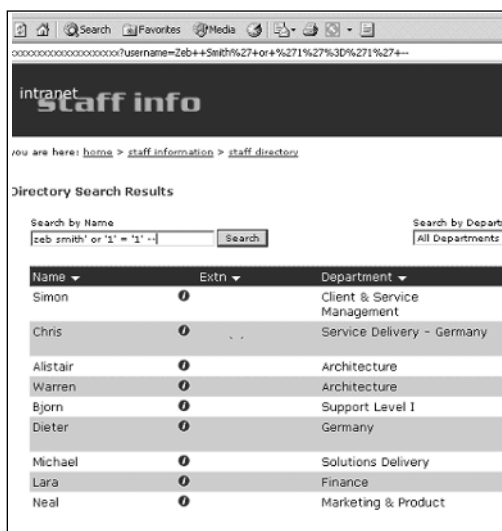 Search Favorites Media
xxxxxxxxxxxxxxxxxxxx?username=Zeb++Smith%27+or+%271%27%3D%271%27+--
intranet
staff info
you are here: home > staff information > staff directory
Directory Search Results
Search by Name
Search by Depart
zeb smith' or '1' = '1' --
Search
All Departments
Name Extn Department
Simon Client & Service
Management
Chris Service Delivery - Germany
Alistair Architecture
Warren Architecture
Bjorn Support Level I
Dieter Germany
Michael Solutions Delivery
Lara Finance
Neal Marketing & Product